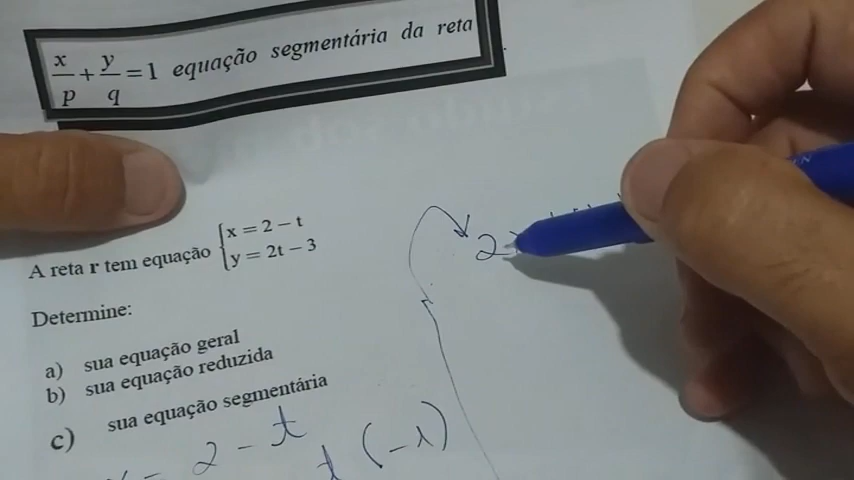 x/p + y/q = 1 equação segmentária da reta
A reta r tem equação { x = 2 − t
y = 2t − 3
Determine:
a) sua equação geral
b) sua equação reduzida
c) sua equação segmentária
2
2 - t
(-1)